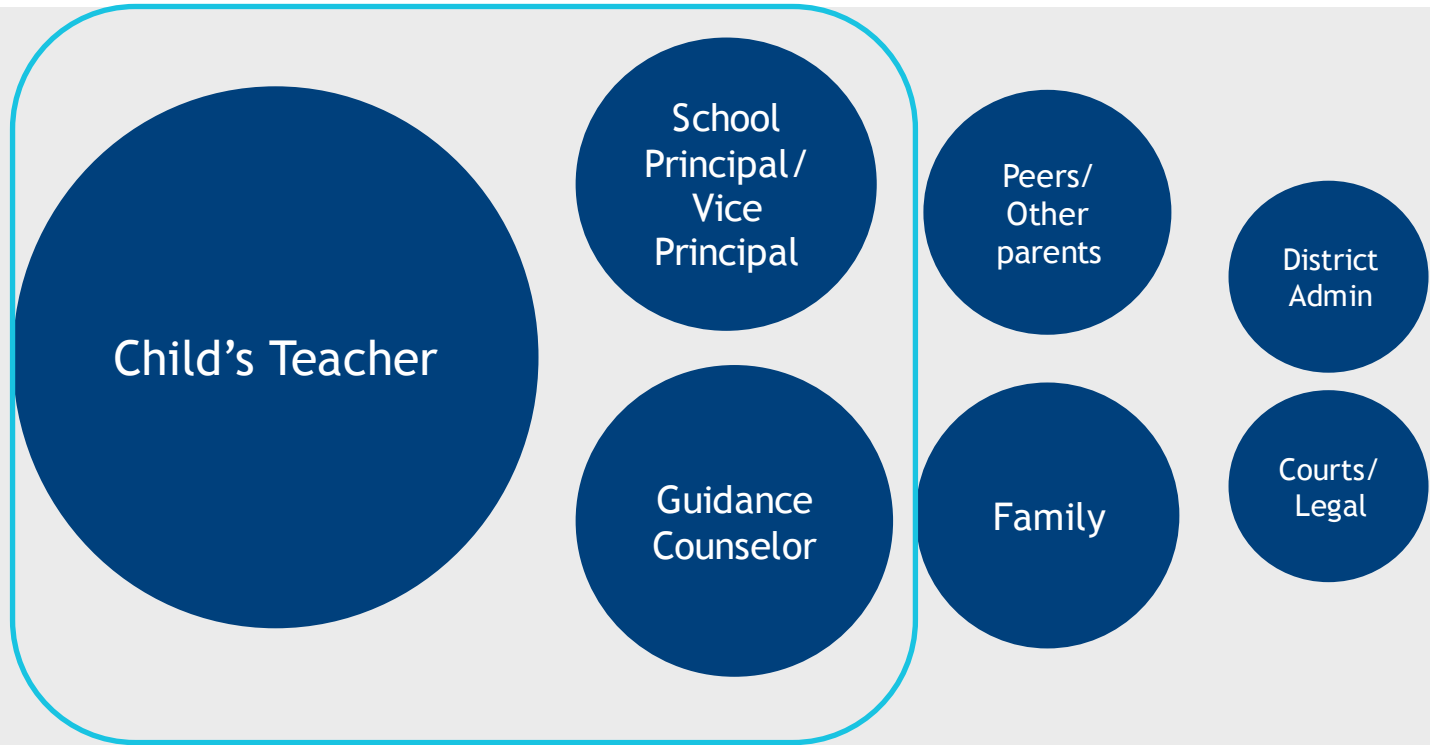 Child’s Teacher
School
Principal/
Vice
Principal
Guidance
Counselor
Peers/
Other
parents
Family
District
Admin
Courts/
Legal